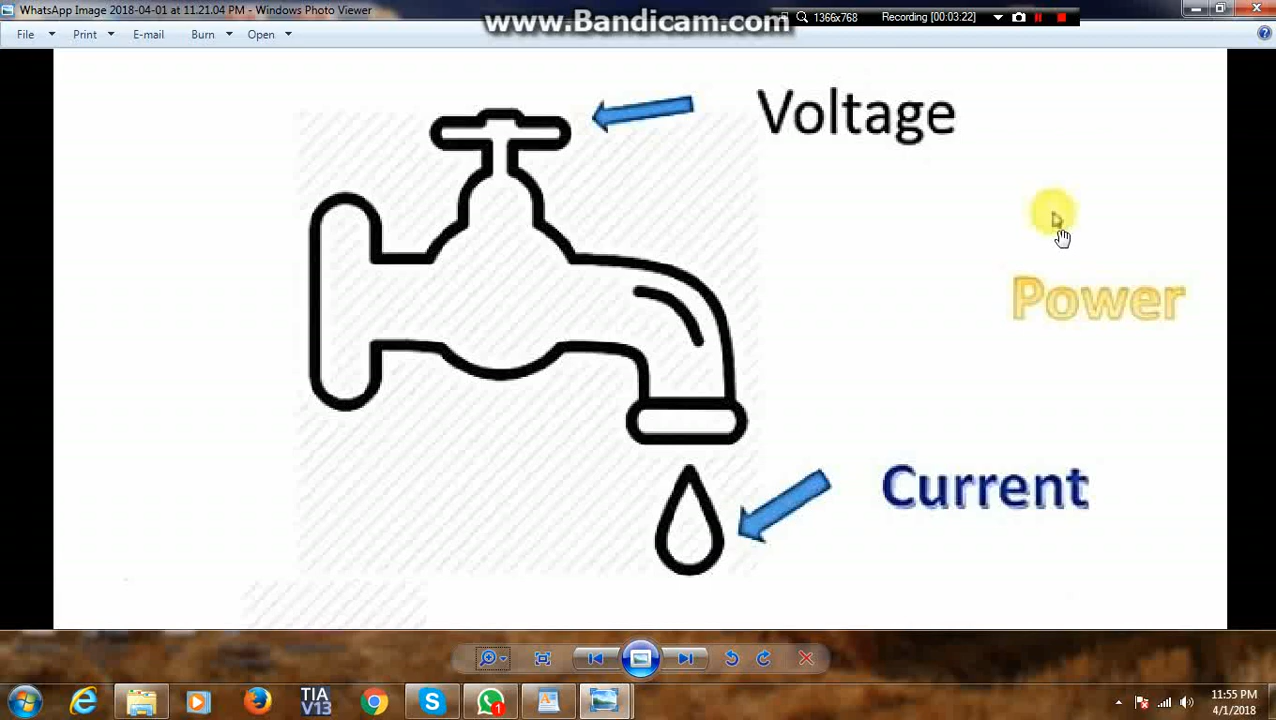 WhatsApp Image 2018-04-01 at 11.21.04 PM - Windows Photo Viewer
www.Bandicam.com
1366x768 Recording [00:03:22]
File Print E-mail Burn Open
Voltage
Power
Current
TIA V13
1
11:55 PM
4/1/2018